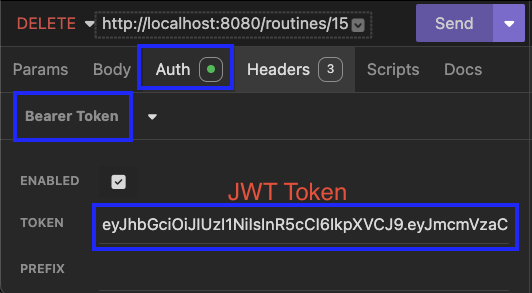 DELETE http://localhost:8080/routines/15 Send
Params Body Auth Headers 3 Scripts Docs
Bearer Token
ENABLED
JWT Token
TOKEN eyJhbGciOiJIUzI1NiIsInR5cCI6IkpXVCJ9.eyJmcmVzaC
PREFIX